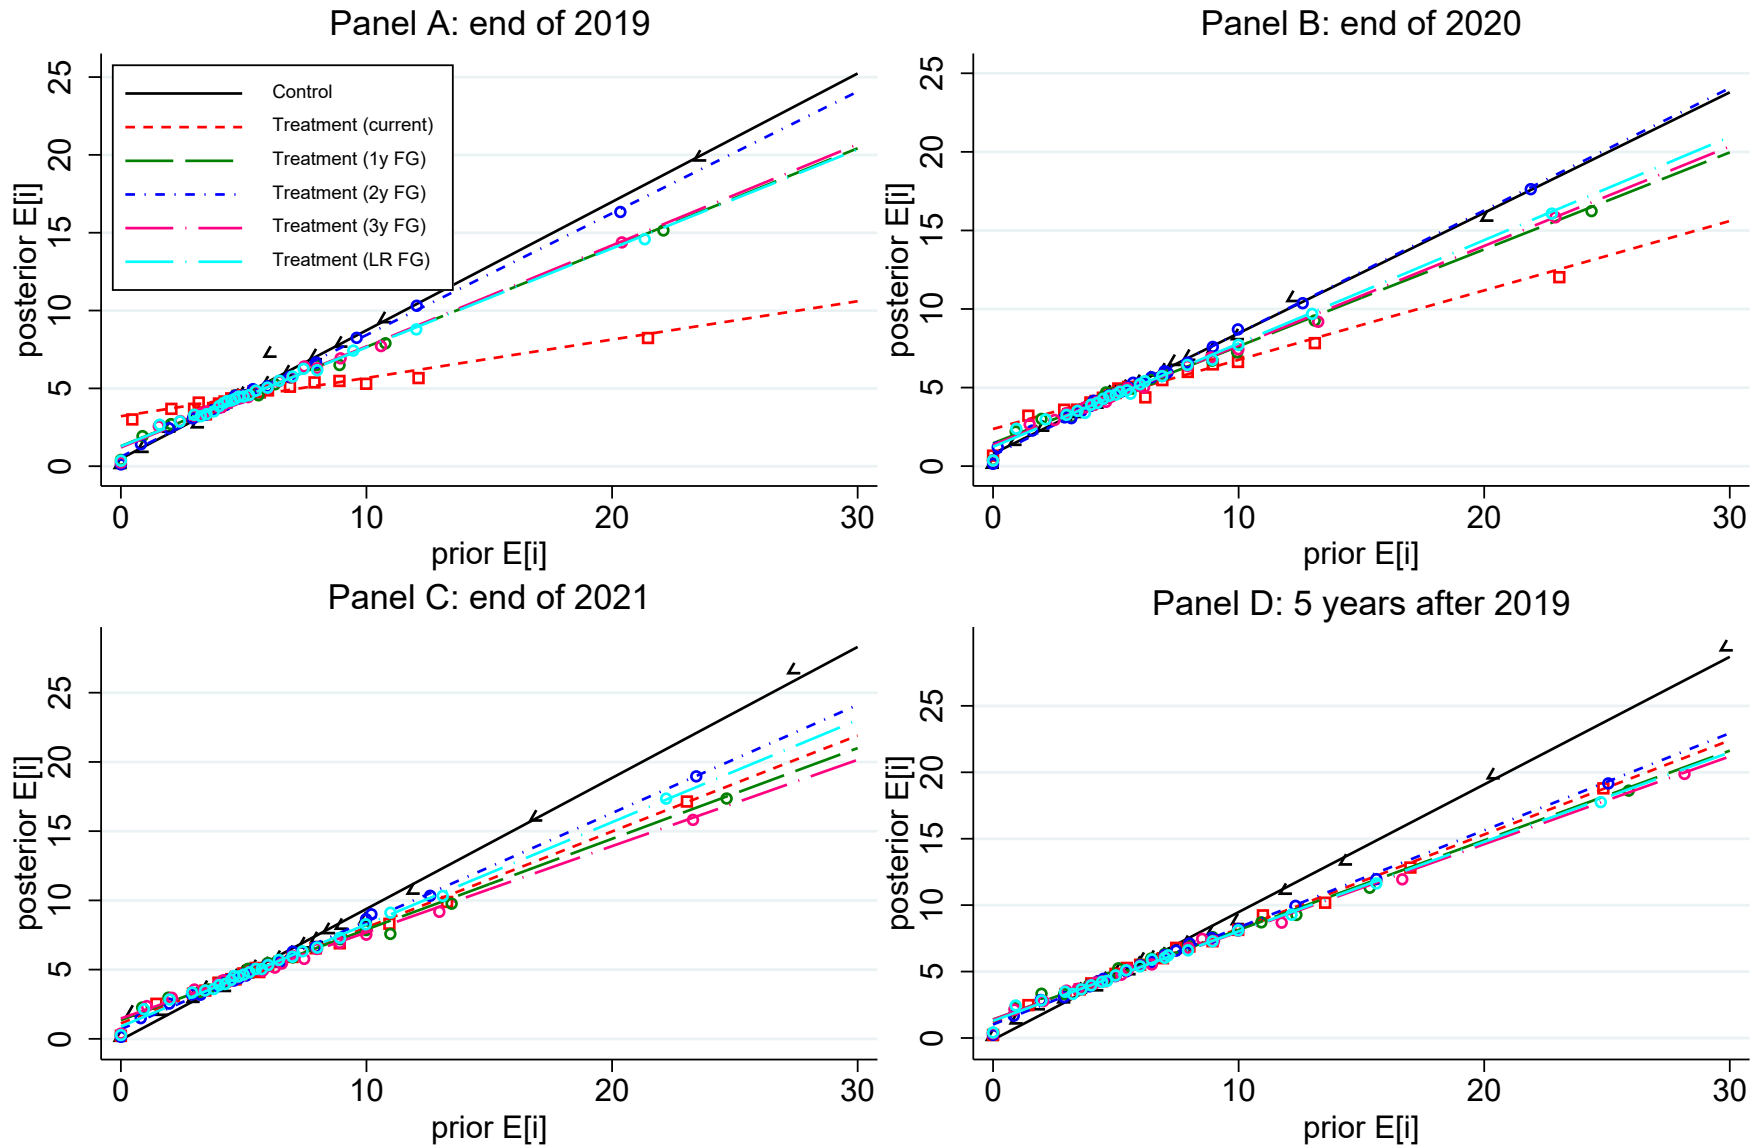 Panel A: end of 2019
posterior E[i]
25
20
15
10
5
0
Control
Treatment (current)
Treatment (1y FG)
Treatment (2y FG)
Treatment (3y FG)
Treatment (LR FG)
0 10 20 30
prior E[i]
Panel B: end of 2020
posterior E[i]
25
20
15
10
5
0
0 10 20 30
prior E[i]
Panel C: end of 2021
posterior E[i]
25
20
15
10
5
0
0 10 20 30
prior E[i]
Panel D: 5 years after 2019
posterior E[i]
25
20
15
10
5
0
0 10 20 30
prior E[i]